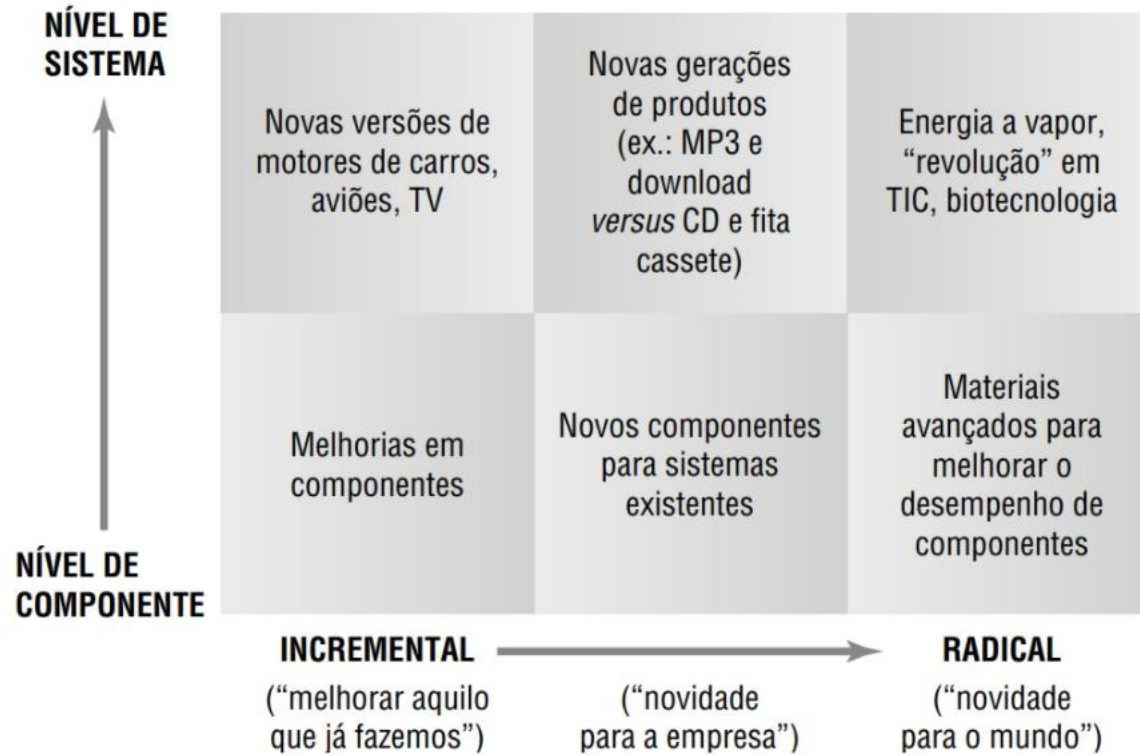 NÍVEL DE
SISTEMA
Novas versões de
motores de carros,
aviões, TV
Novas gerações
de produtos
(ex.: MP3 e
download
versus CD e fita
cassete)
Energia a vapor,
“revolução” em
TIC, biotecnologia
Melhorias em
componentes
Novos componentes
para sistemas
existentes
Materiais
avançados para
melhorar o
desempenho de
componentes
NÍVEL DE
COMPONENTE
INCREMENTAL
(“melhorar aquilo
que já fazemos”)
(“novidade
para a empresa”)
RADICAL
(“novidade
para o mundo”)